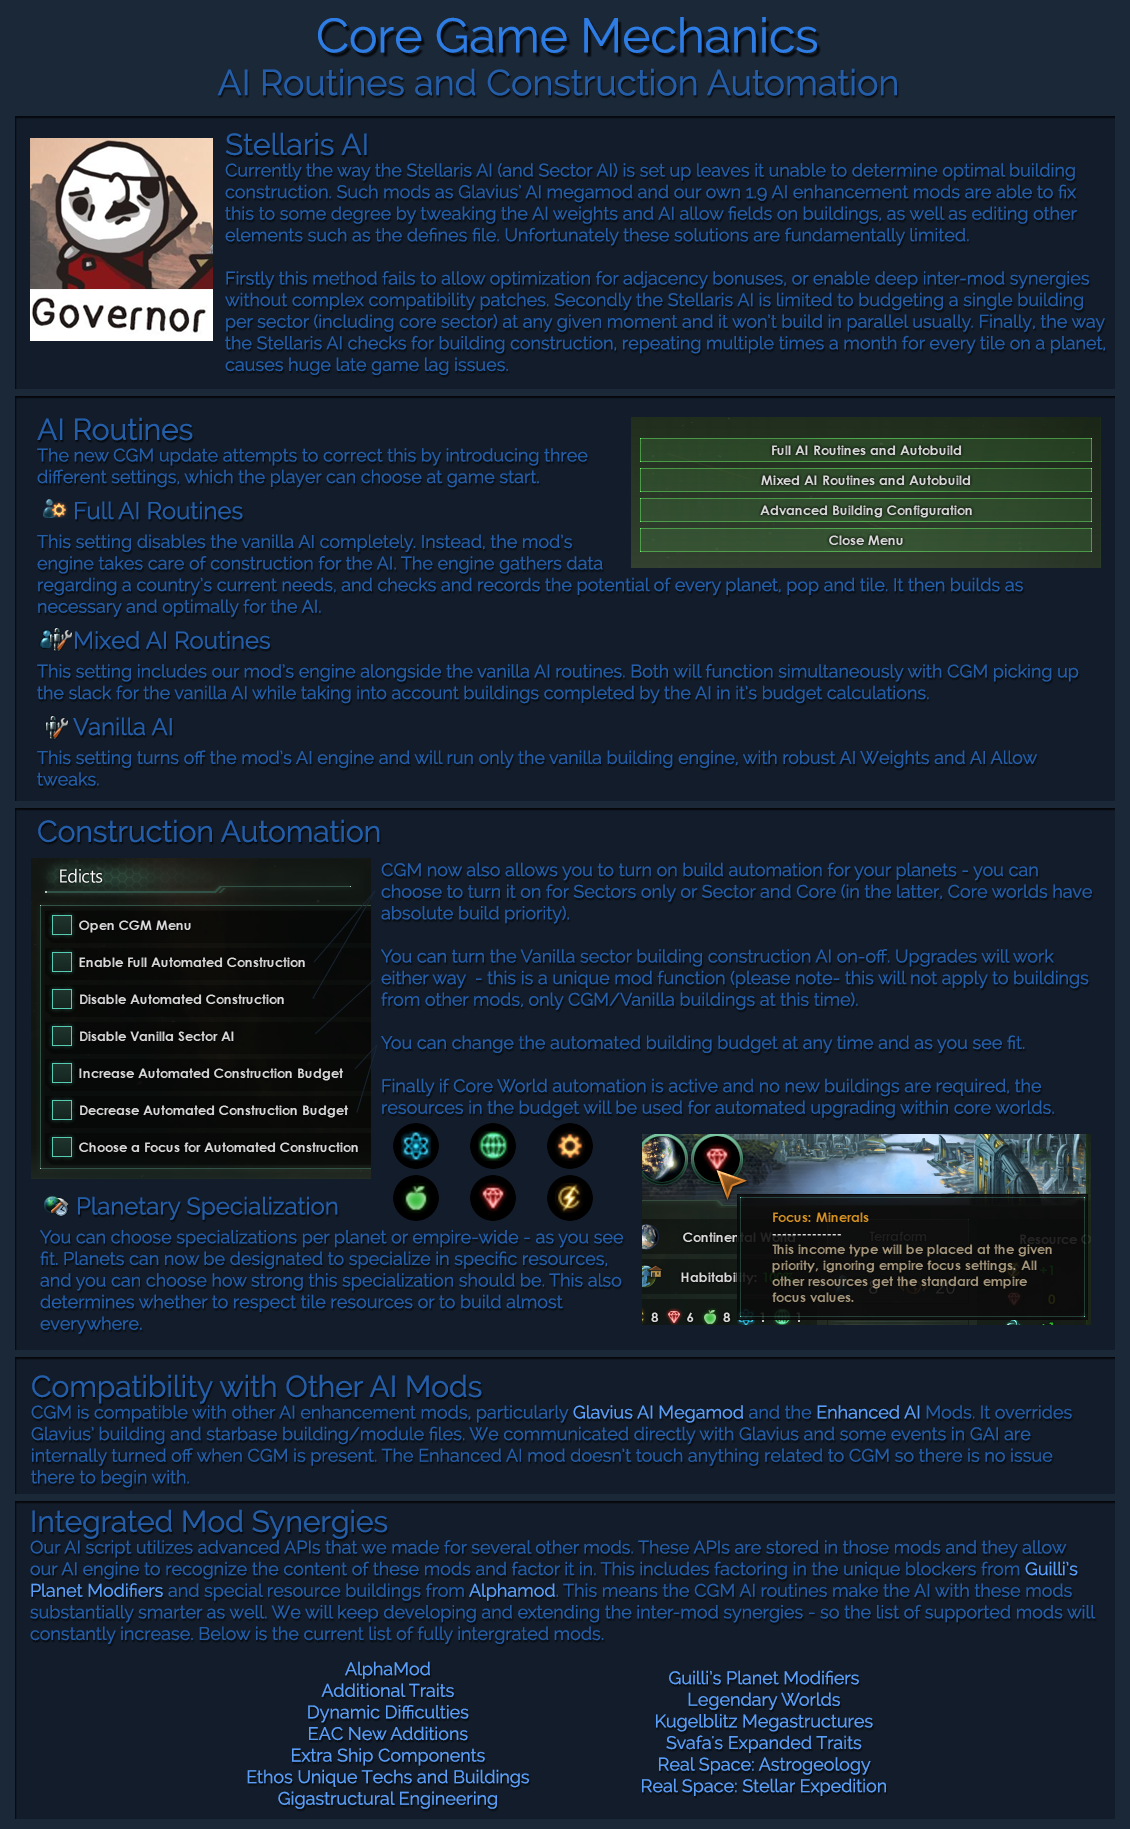 Core Game Mechanics
AI Routines and Construction Automation
Stellaris AI
Currently the way the Stellaris AI (and Sector AI) is set up leaves it unable to determine optimal building
construction. Such mods as Glavius' AI megamod and our own 1.9 AI enhancement mods are able to fix
this to some degree by tweaking the AI weights and AI allow fields on buildings, as well as editing other
elements such as the defines file. Unfortunately these solutions are fundamentally limited.
Firstly this method fails to allow optimization for adjacency bonuses, or enable deep inter-mod synergies
without complex compatibility patches. Secondly the Stellaris AI is limited to budgeting a single building
per sector (including core sector) at any given moment and it won't build in parallel usually. Finally, the way
the Stellaris AI checks for building construction, repeating multiple times a month for every tile on a planet,
causes huge late game lag issues.
Governor
AI Routines
The new CGM update attempts to correct this by introducing three
different settings, which the player can choose at game start.
Full AI Routines and Autobuild
Mixed AI Routines and Autobuild
Advanced Building Configuration
Close Menu
Full AI Routines
This setting disables the vanilla AI completely. Instead, the mod's
engine takes care of construction for the AI. The engine gathers data
regarding a country's current needs, and checks and records the potential of every planet, pop and tile. It then builds as
necessary and optimally for the AI.
Mixed AI Routines
This setting includes our mod's engine alongside the vanilla AI routines. Both will function simultaneously with CGM picking up
the slack for the vanilla AI while taking into account buildings completed by the AI in it's budget calculations.
Vanilla AI
This setting turns off the mod's AI engine and will run only the vanilla building engine, with robust AI Weights and AI Allow
tweaks.
Construction Automation
Edicts
Open CGM Menu
Enable Full Automated Construction
Disable Automated Construction
Disable Vanilla Sector AI
Increase Automated Construction Budget
Decrease Automated Construction Budget
Choose a Focus for Automated Construction
CGM now also allows you to turn on build automation for your planets - you can
choose to turn it on for Sectors only or Sector and Core (in the latter, Core worlds have
absolute build priority).
You can turn the Vanilla sector building construction AI on-off. Upgrades will work
either way - this is a unique mod function (please note- this will not apply to buildings
from other mods, only CGM/Vanilla buildings at this time).
You can change the automated building budget at any time and as you see fit.
Finally if Core World automation is active and no new buildings are required, the
resources in the budget will be used for automated upgrading within core worlds.
Planetary Specialization
You can choose specializations per planet or empire-wide - as you see
fit. Planets can now be designated to specialize in specific resources,
and you can choose how strong this specialization should be. This also
determines whether to respect tile resources or to build almost
everywhere.
Continental World
Habitability:
8 6 8 1 1
Focus: Minerals
--------------
This income type will be placed at the given
priority, ignoring empire focus settings. All
other resources get the standard empire
focus values.
Terraform
Resource
20
+1
0
Compatibility with Other AI Mods
CGM is compatible with other AI enhancement mods, particularly Glavius AI Megamod and the Enhanced AI Mods. It overrides
Glavius' building and starbase building/module files. We communicated directly with Glavius and some events in GAI are
internally turned off when CGM is present. The Enhanced AI mod doesn't touch anything related to CGM so there is no issue
there to begin with.
Integrated Mod Synergies
Our AI script utilizes advanced APIs that we made for several other mods. These APIs are stored in those mods and they allow
our AI engine to recognize the content of these mods and factor it in. This includes factoring in the unique blockers from Guilli's
Planet Modifiers and special resource buildings from Alphamod. This means the CGM AI routines make the AI with these mods
substantially smarter as well. We will keep developing and extending the inter-mod synergies - so the list of supported mods will
constantly increase. Below is the current list of fully intergrated mods.
AlphaMod
Additional Traits
Dynamic Difficulties
EAC New Additions
Extra Ship Components
Ethos Unique Techs and Buildings
Gigastructural Engineering
Guilli's Planet Modifiers
Legendary Worlds
Kugelblitz Megastructures
Svafa's Expanded Traits
Real Space: Astrogeology
Real Space: Stellar Expedition